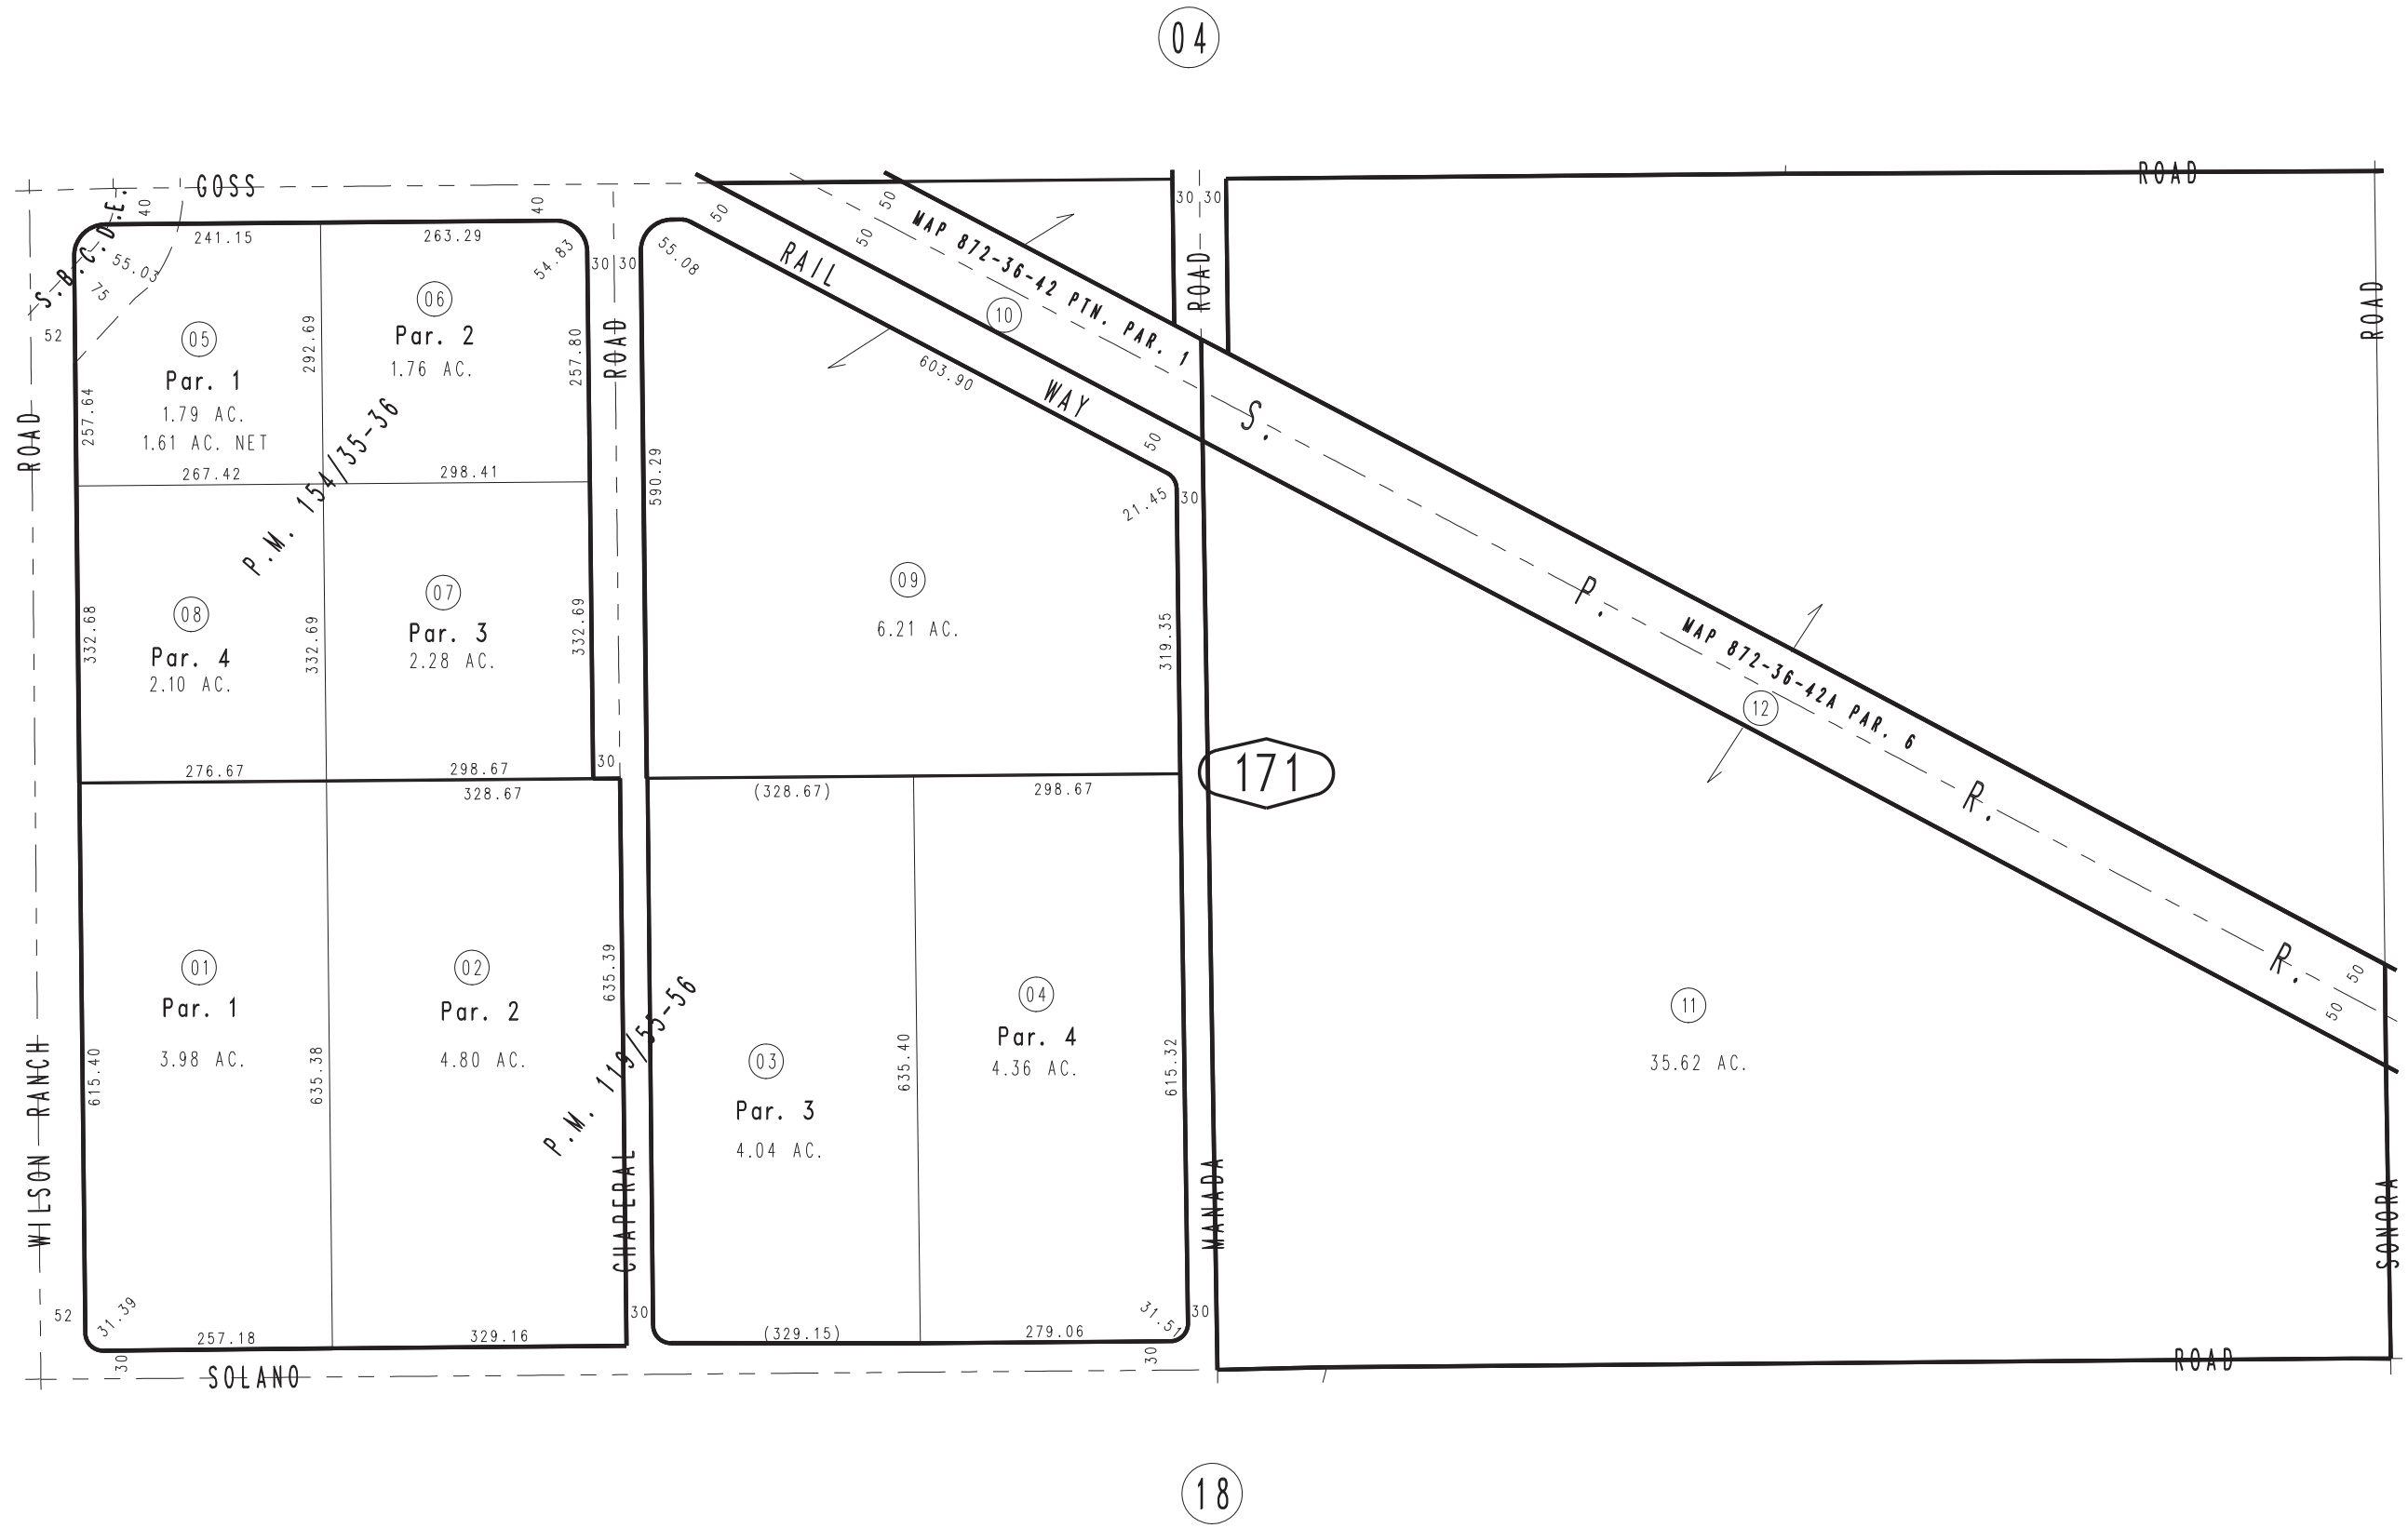 04
GOSS
ROAD
S.B.C.D.E.
40
40
30 30
50
50
50
241.15
263.29
55.03
75
54.83
30 30
55.08
RAIL
MAP 872-36-42 PTN. PAR. 1
ROAD
ROAD
52
05
Par. 1
1.79 AC.
1.61 AC. NET
292.69
06
Par. 2
1.76 AC.
257.80
ROAD
10
603.90
WAY
50
257.64
ROAD
267.42
298.41
P.M. 154/35-36
590.29
21.45
30
S. P. R. R.
08
Par. 4
2.10 AC.
332.68
332.69
07
Par. 3
2.28 AC.
332.69
09
6.21 AC.
319.35
MAP 872-36-42A PAR. 6
12
276.67
298.67
30
328.67
(328.67)
298.67
171
01
Par. 1
3.98 AC.
615.40
635.38
02
Par. 2
4.80 AC.
635.39
P.M. 119/55-56
03
Par. 3
4.04 AC.
635.40
04
Par. 4
4.36 AC.
615.32
11
35.62 AC.
50
50
WILSON RANCH
CHAPERAL
MANADA
SONORA
52
31.39
257.18
329.16
30
(329.15)
279.06
31.51
30
30
30
SOLANO
ROAD
18